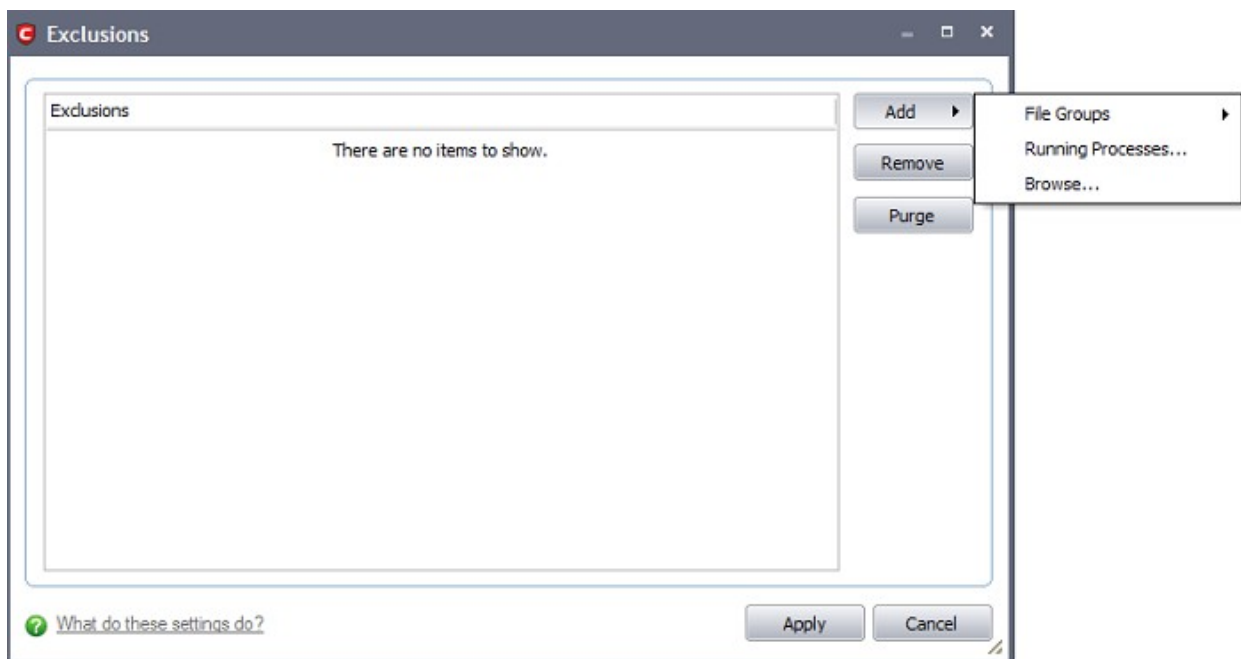 Exclusions
Exclusions
There are no items to show.
Add
Remove
Purge
File Groups
Running Processes...
Browse...
What do these settings do?
Apply
Cancel